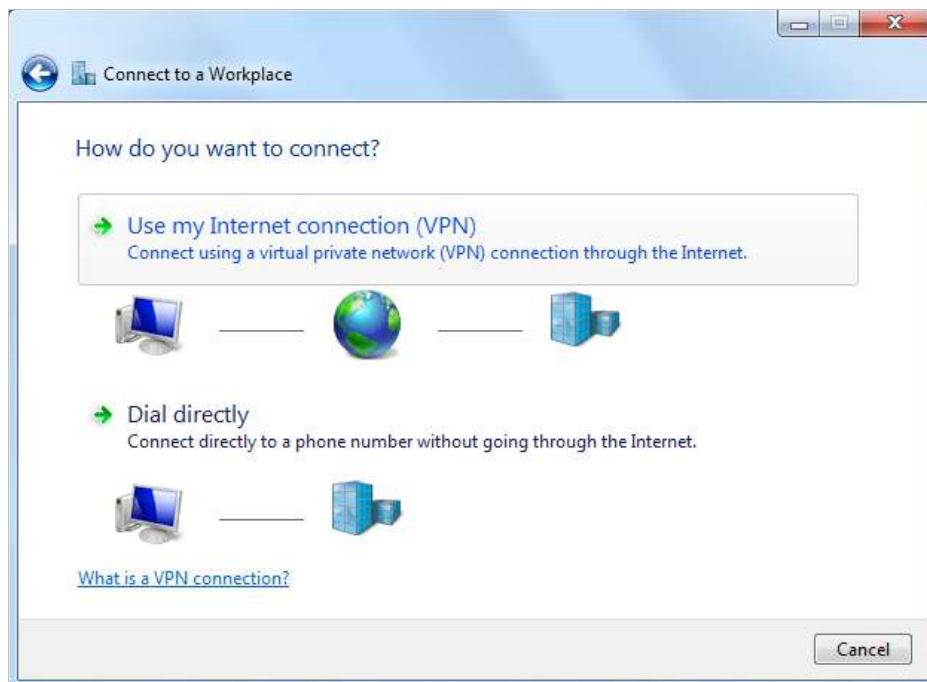 Connect to a Workplace
How do you want to connect?
Use my Internet connection (VPN)
Connect using a virtual private network (VPN) connection through the Internet.
Dial directly
Connect directly to a phone number without going through the Internet.
What is a VPN connection?
Cancel